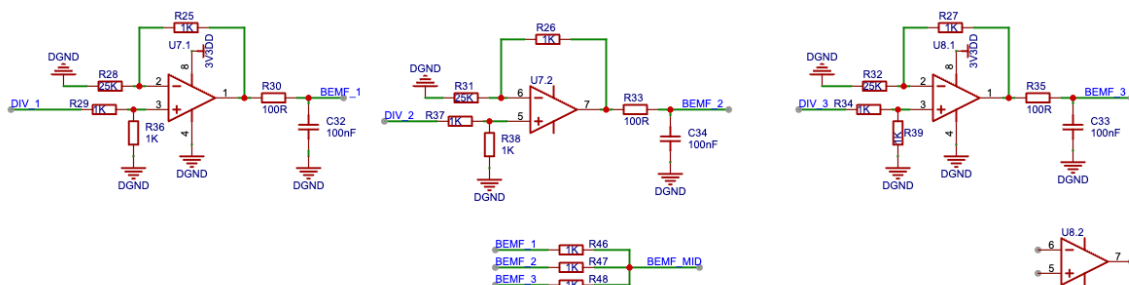 R25
1K
U7.1
3V3DD
8
DGND
R28
25K
2
1
R30
100R
BEMF_1
DIV_1
R29
1K
3
R36
1K
4
C32
100nF
DGND
DGND
DGND
R26
1K
U7.2
DGND
R31
25K
6
7
R33
100R
BEMF_2
DIV_2
R37
1K
5
R38
1K
C34
100nF
DGND
DGND
R27
1K
U8.1
3V3DD
8
DGND
R32
25K
2
1
R35
100R
BEMF_3
DIV_3
R34
1K
3
R39
1K
4
C33
100nF
DGND
DGND
DGND
BEMF_1
1K
R46
BEMF_2
1K
R47
BEMF_MID
BEMF_3
1K
R48
U8.2
6
5
7